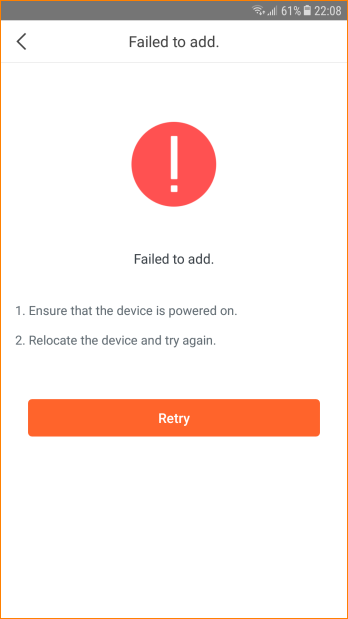 61% 22:08
Failed to add.
Failed to add.
1. Ensure that the device is powered on.
2. Relocate the device and try again.
Retry